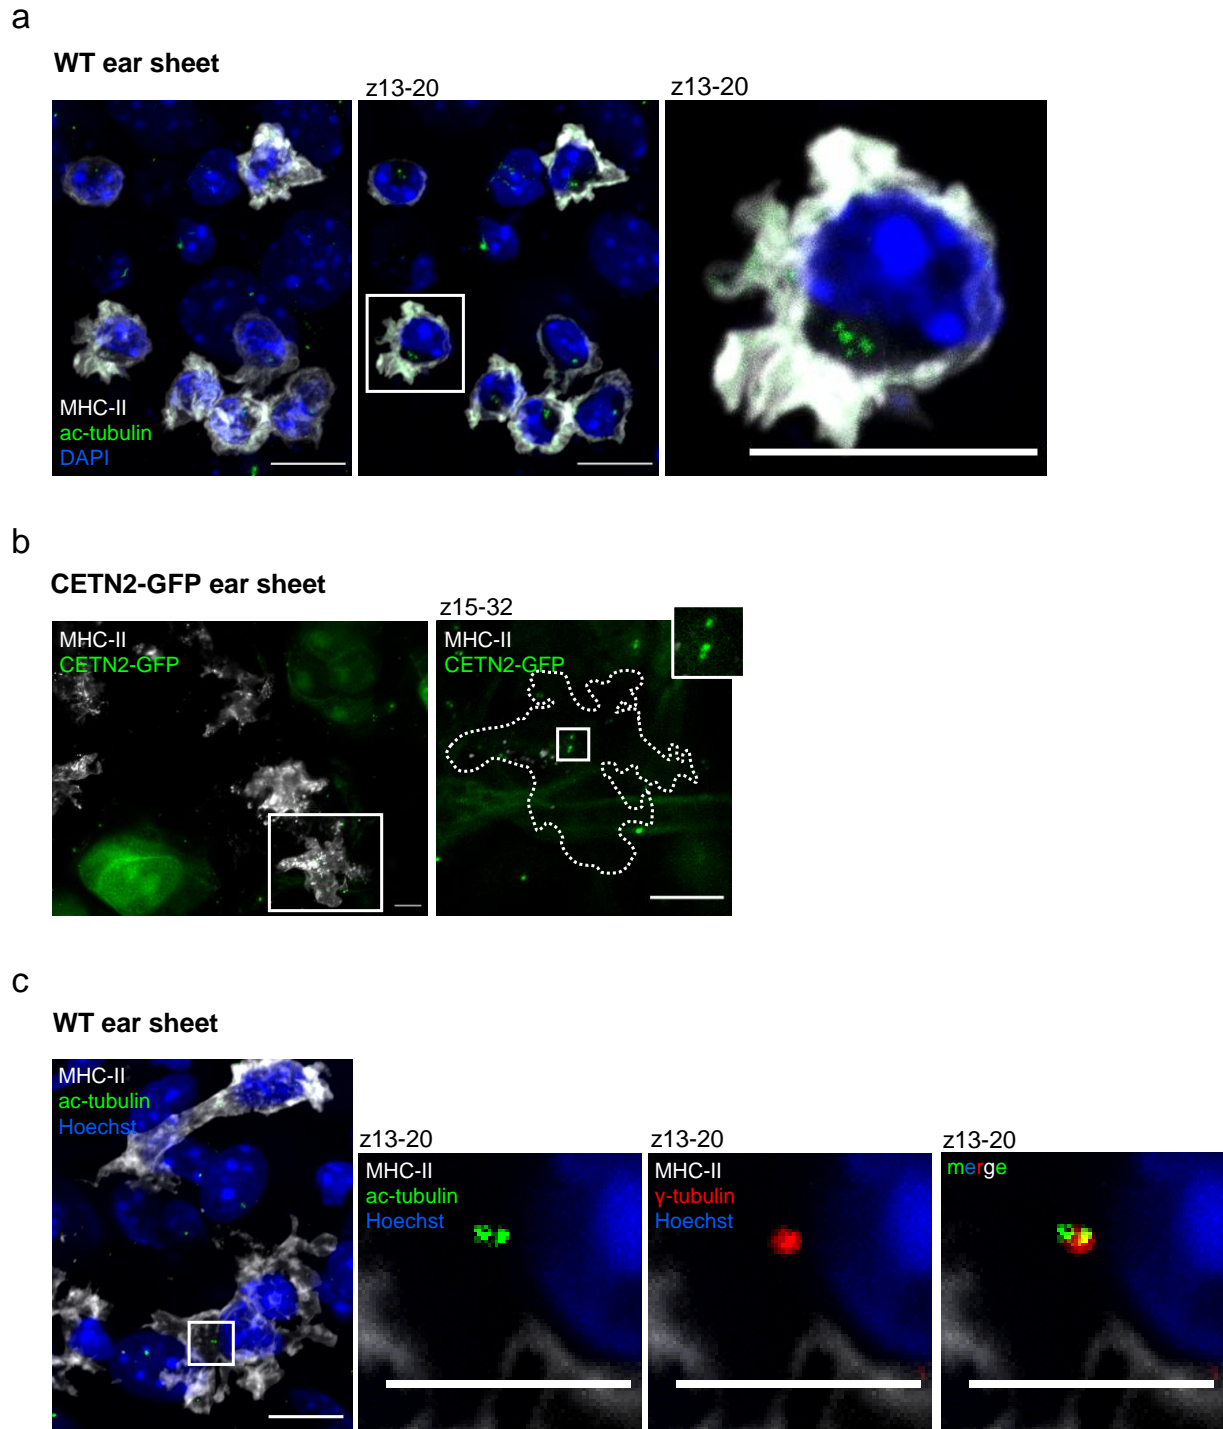 a
WT ear sheet
z13-20
z13-20
MHC-II
ac-tubulin
DAPI
b
CETN2-GFP ear sheet
z15-32
MHC-II
CETN2-GFP
MHC-II
CETN2-GFP
c
WT ear sheet
MHC-II
ac-tubulin
Hoechst
z13-20
MHC-II
ac-tubulin
Hoechst
z13-20
MHC-II
γ-tubulin
Hoechst
z13-20
merge